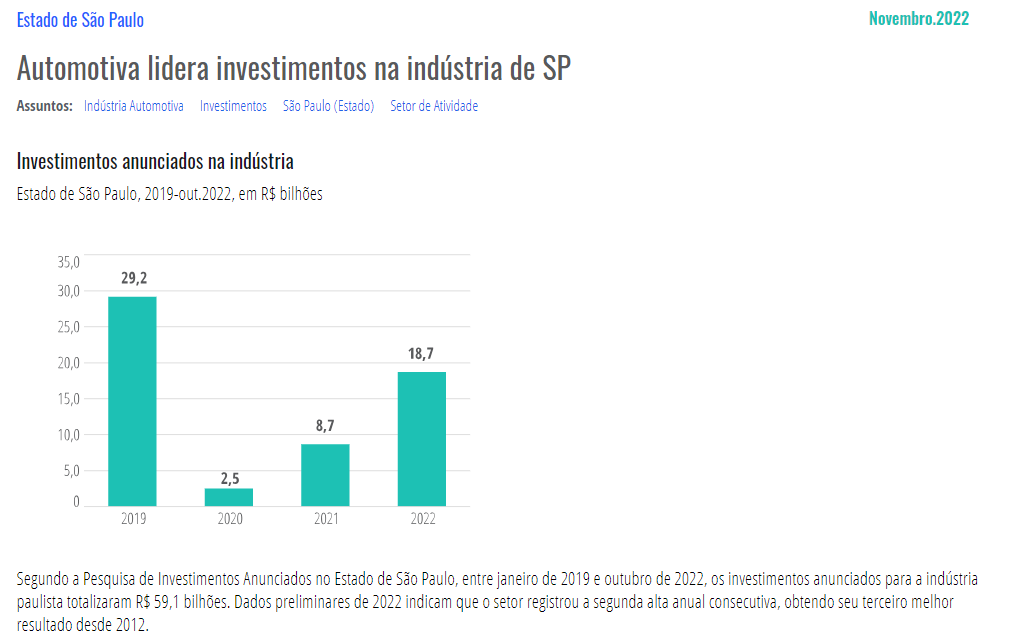 Estado de São Paulo
Novembro.2022
Automotiva lidera investimentos na indústria de SP
Assuntos: Indústria Automotiva Investimentos São Paulo (Estado) Setor de Atividade
Investimentos anunciados na indústria
Estado de São Paulo, 2019-out.2022, em R$ bilhões
35,0
30,0
25,0
20,0
15,0
10,0
5,0
0
29,2
2,5
8,7
18,7
2019 2020 2021 2022
Segundo a Pesquisa de Investimentos Anunciados no Estado de São Paulo, entre janeiro de 2019 e outubro de 2022, os investimentos anunciados para a indústria
paulista totalizaram R$ 59,1 bilhões. Dados preliminares de 2022 indicam que o setor registrou a segunda alta anual consecutiva, obtendo seu terceiro melhor
resultado desde 2012.